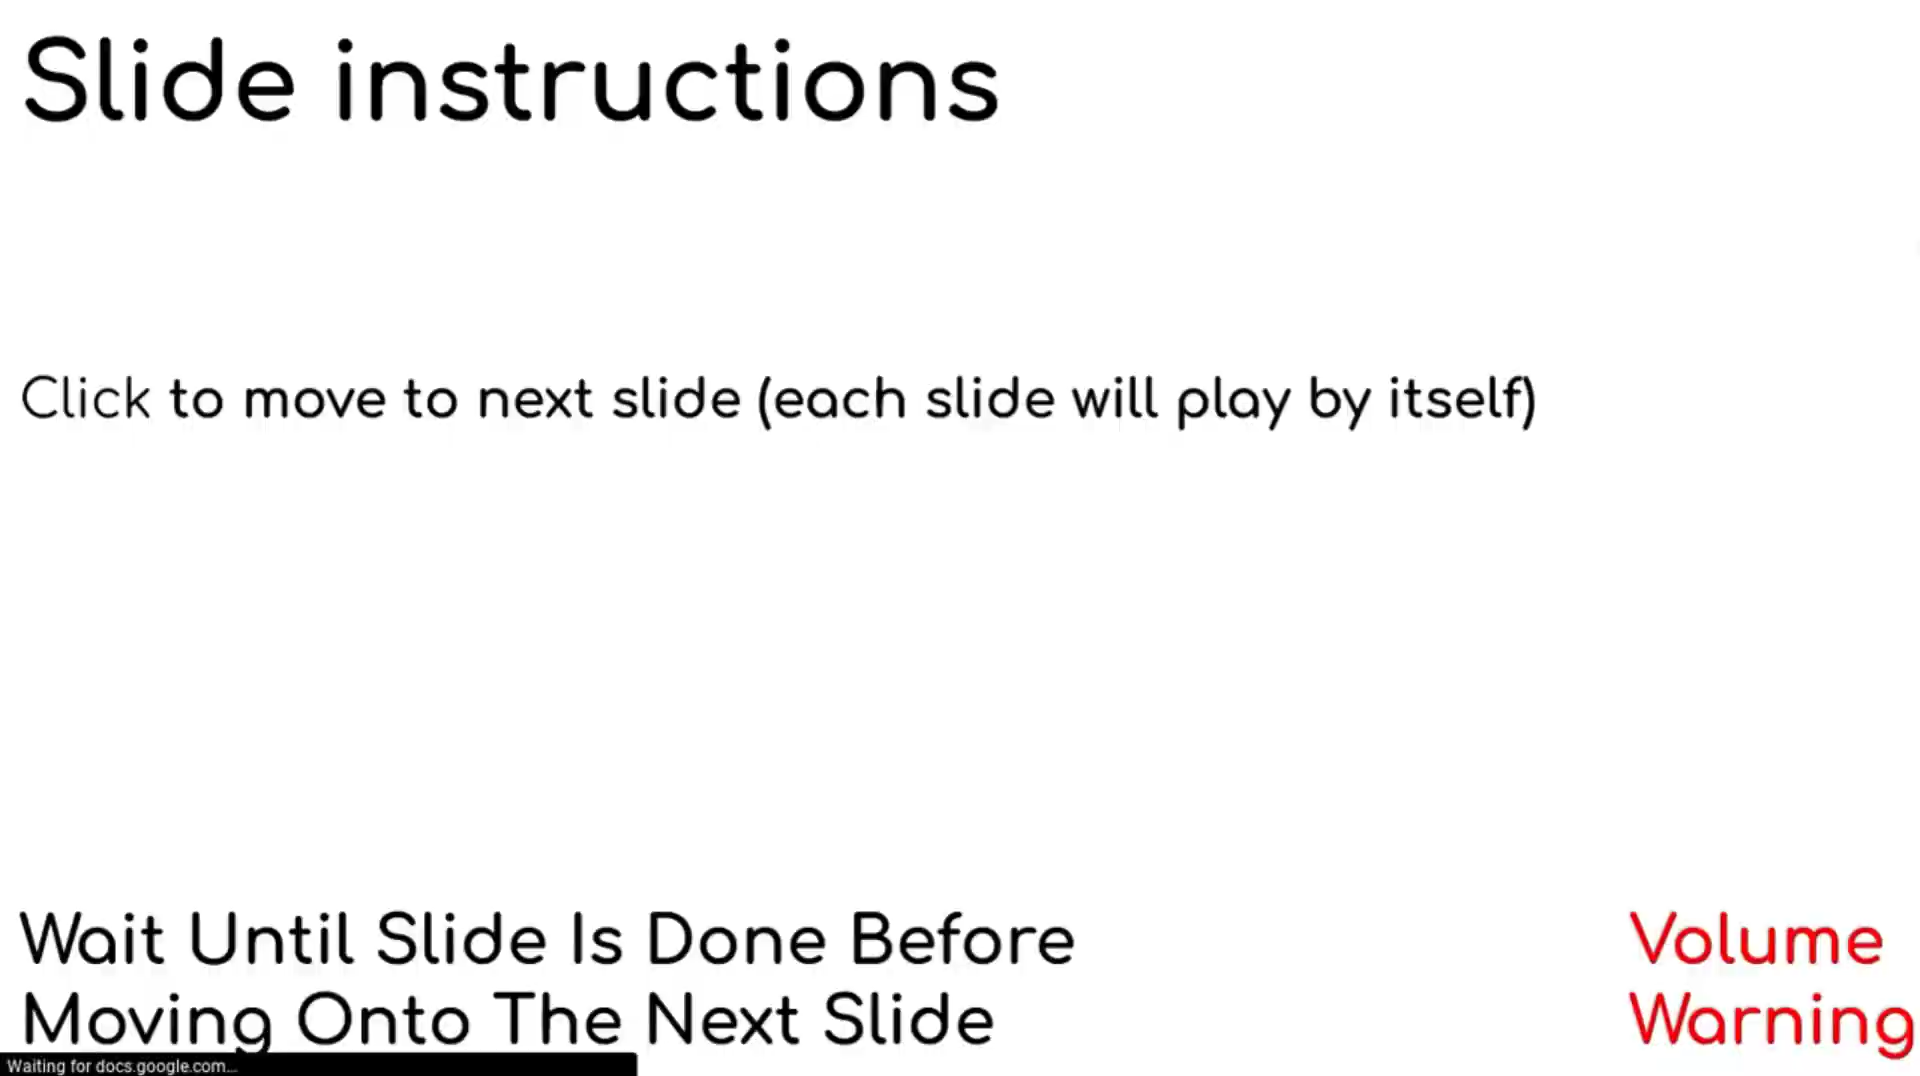 Slide instructions
Click to move to next slide (each slide will play by itself)
Wait Until Slide Is Done Before
Moving Onto The Next Slide
Volume
Warning
Waiting for docs.google.com...